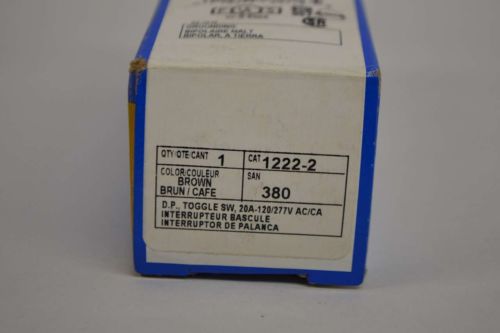 BIPOLAIRE MALT
BIPOLAR, A TIERRA
QTY/QTE/CANT 1
CAT 1222-2
COLOR/COULEUR
BROWN
BRUN / CAFE
SAN
380
D.P., TOGGLE SW, 20A-120/277V AC/CA
INTERRUPTEUR BASCULE
INTERRUPTOR DE PALANCA